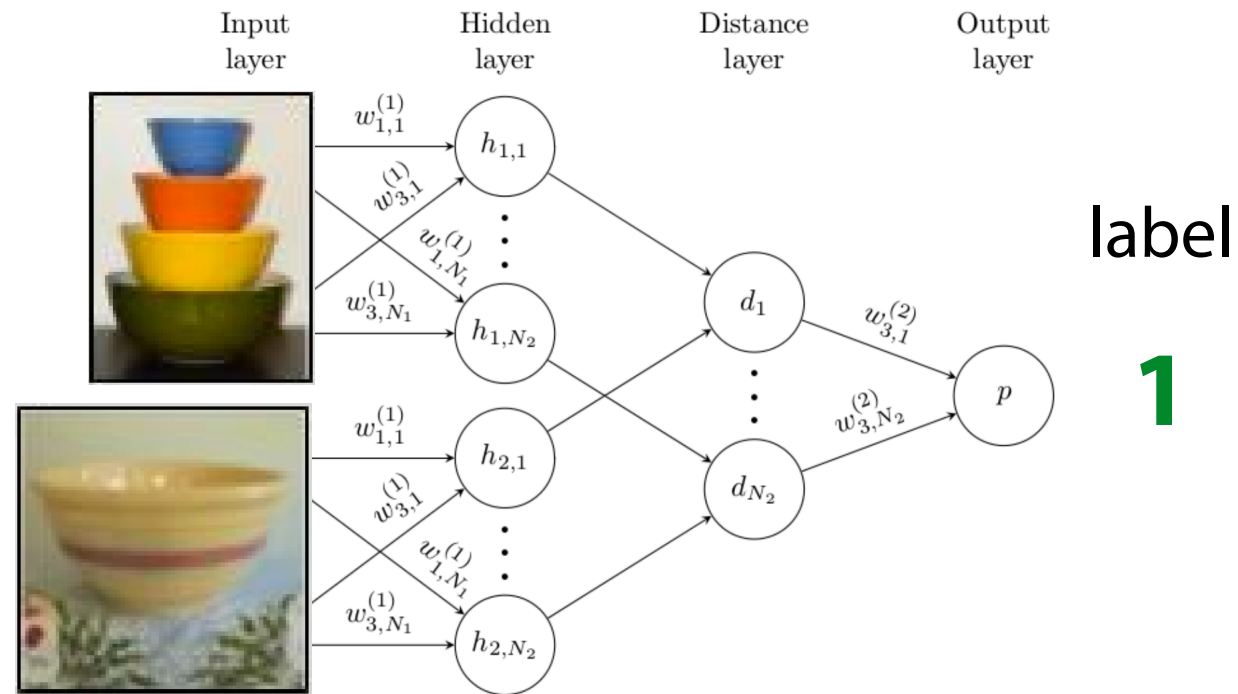 Input Hidden Distance Output
layer layer layer layer
w_{1,1}^{(1)}
h_{1,1}
w_{3,1}^{(1)}
w_{1,N_1}^{(1)}
w_{3,N_1}^{(1)}
h_{1,N_2}
w_{1,1}^{(1)}
h_{2,1}
w_{3,1}^{(1)}
w_{1,N_1}^{(1)}
w_{3,N_1}^{(1)}
h_{2,N_2}
d_1
d_{N_2}
w_{3,1}^{(2)}
w_{3,N_2}^{(2)}
p
label
1